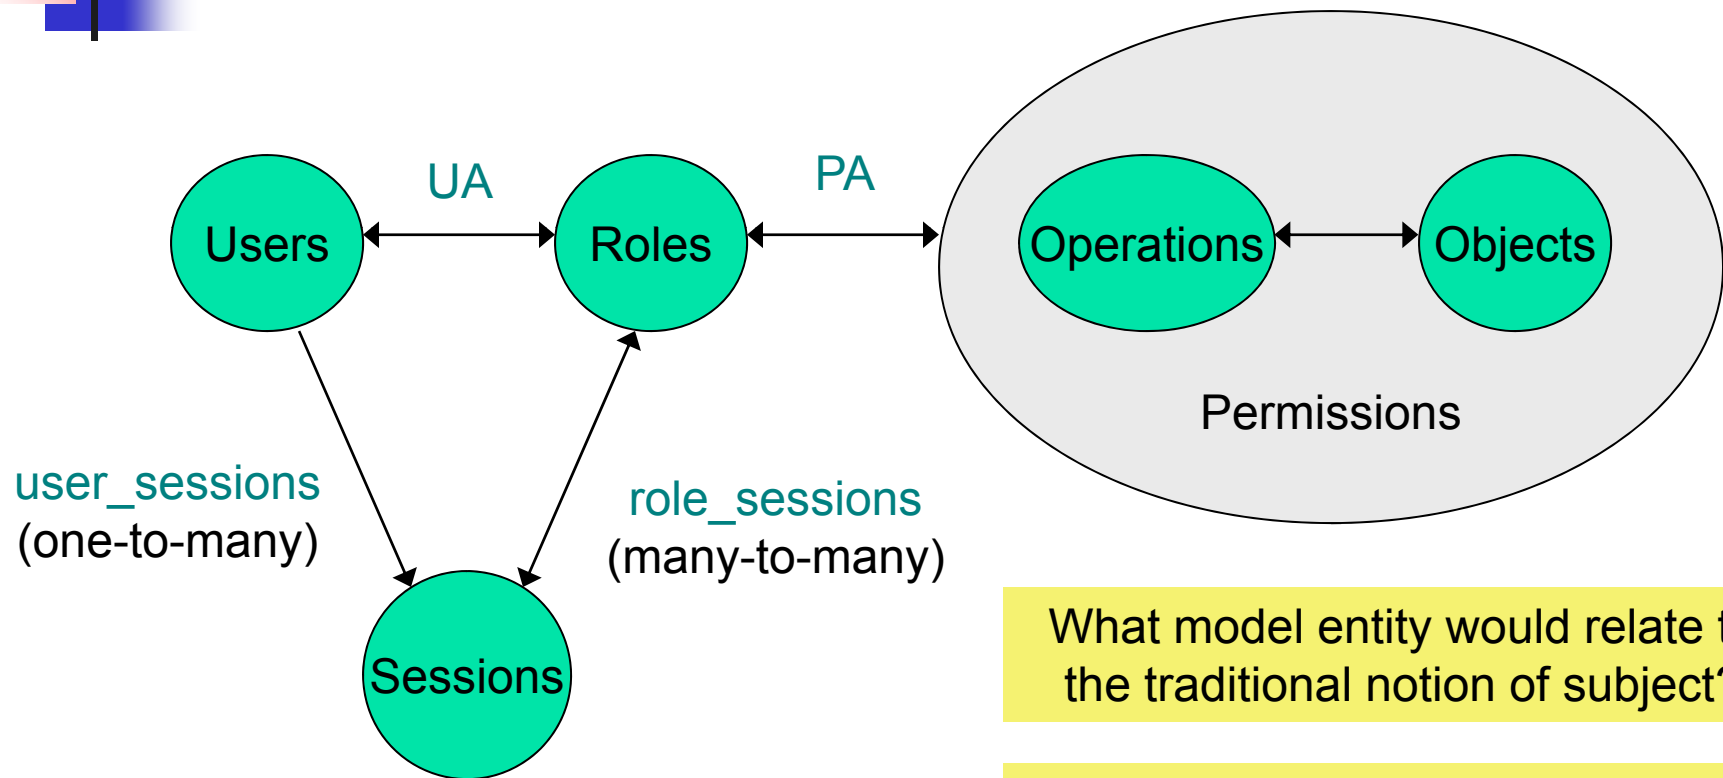 UA
PA
Users
Roles
Operations
Objects
Permissions
user_sessions
(one-to-many)
role_sessions
(many-to-many)
Sessions
What model entity would relate
the traditional notion of subject?